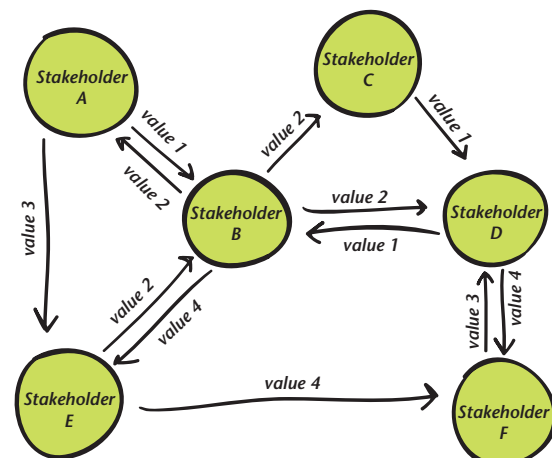 Stakeholder
A
Stakeholder
C
value 1
value 2
value 2
value 1
value 3
Stakeholder
B
value 2
value 1
Stakeholder
D
value 2
value 4
value 3
value 4
Stakeholder
E
value 4
Stakeholder
F